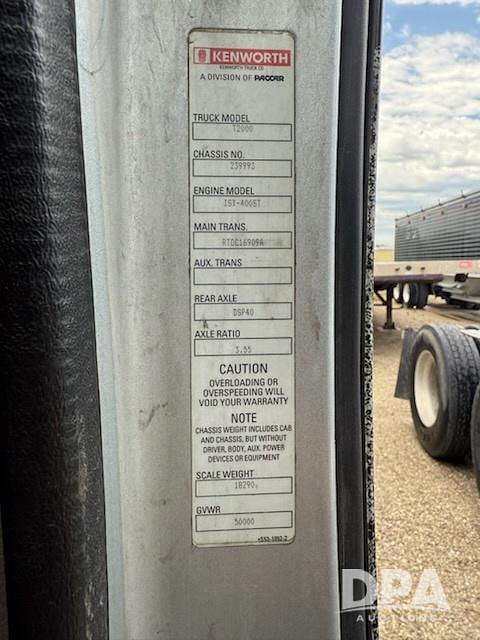 KENWORTH
KENWORTH TRUCK CO
A DIVISION OF PACCAR
TRUCK MODEL
T2000
CHASSIS NO.
239993
ENGINE MODEL
ISX-400ST
MAIN TRANS.
RTOC16909A
AUX. TRANS
REAR AXLE
DSP40
AXLE RATIO
3.55
CAUTION
OVERLOADING OR
OVERSPEEDING WILL
VOID YOUR WARRANTY
NOTE
CHASSIS WEIGHT INCLUDES CAB
AND CHASSIS, BUT WITHOUT
DRIVER, BODY, AUX. POWER
DEVICES OR EQUIPMENT
SCALE WEIGHT
18290
GVWR
50000
DPA
AUCTIONS